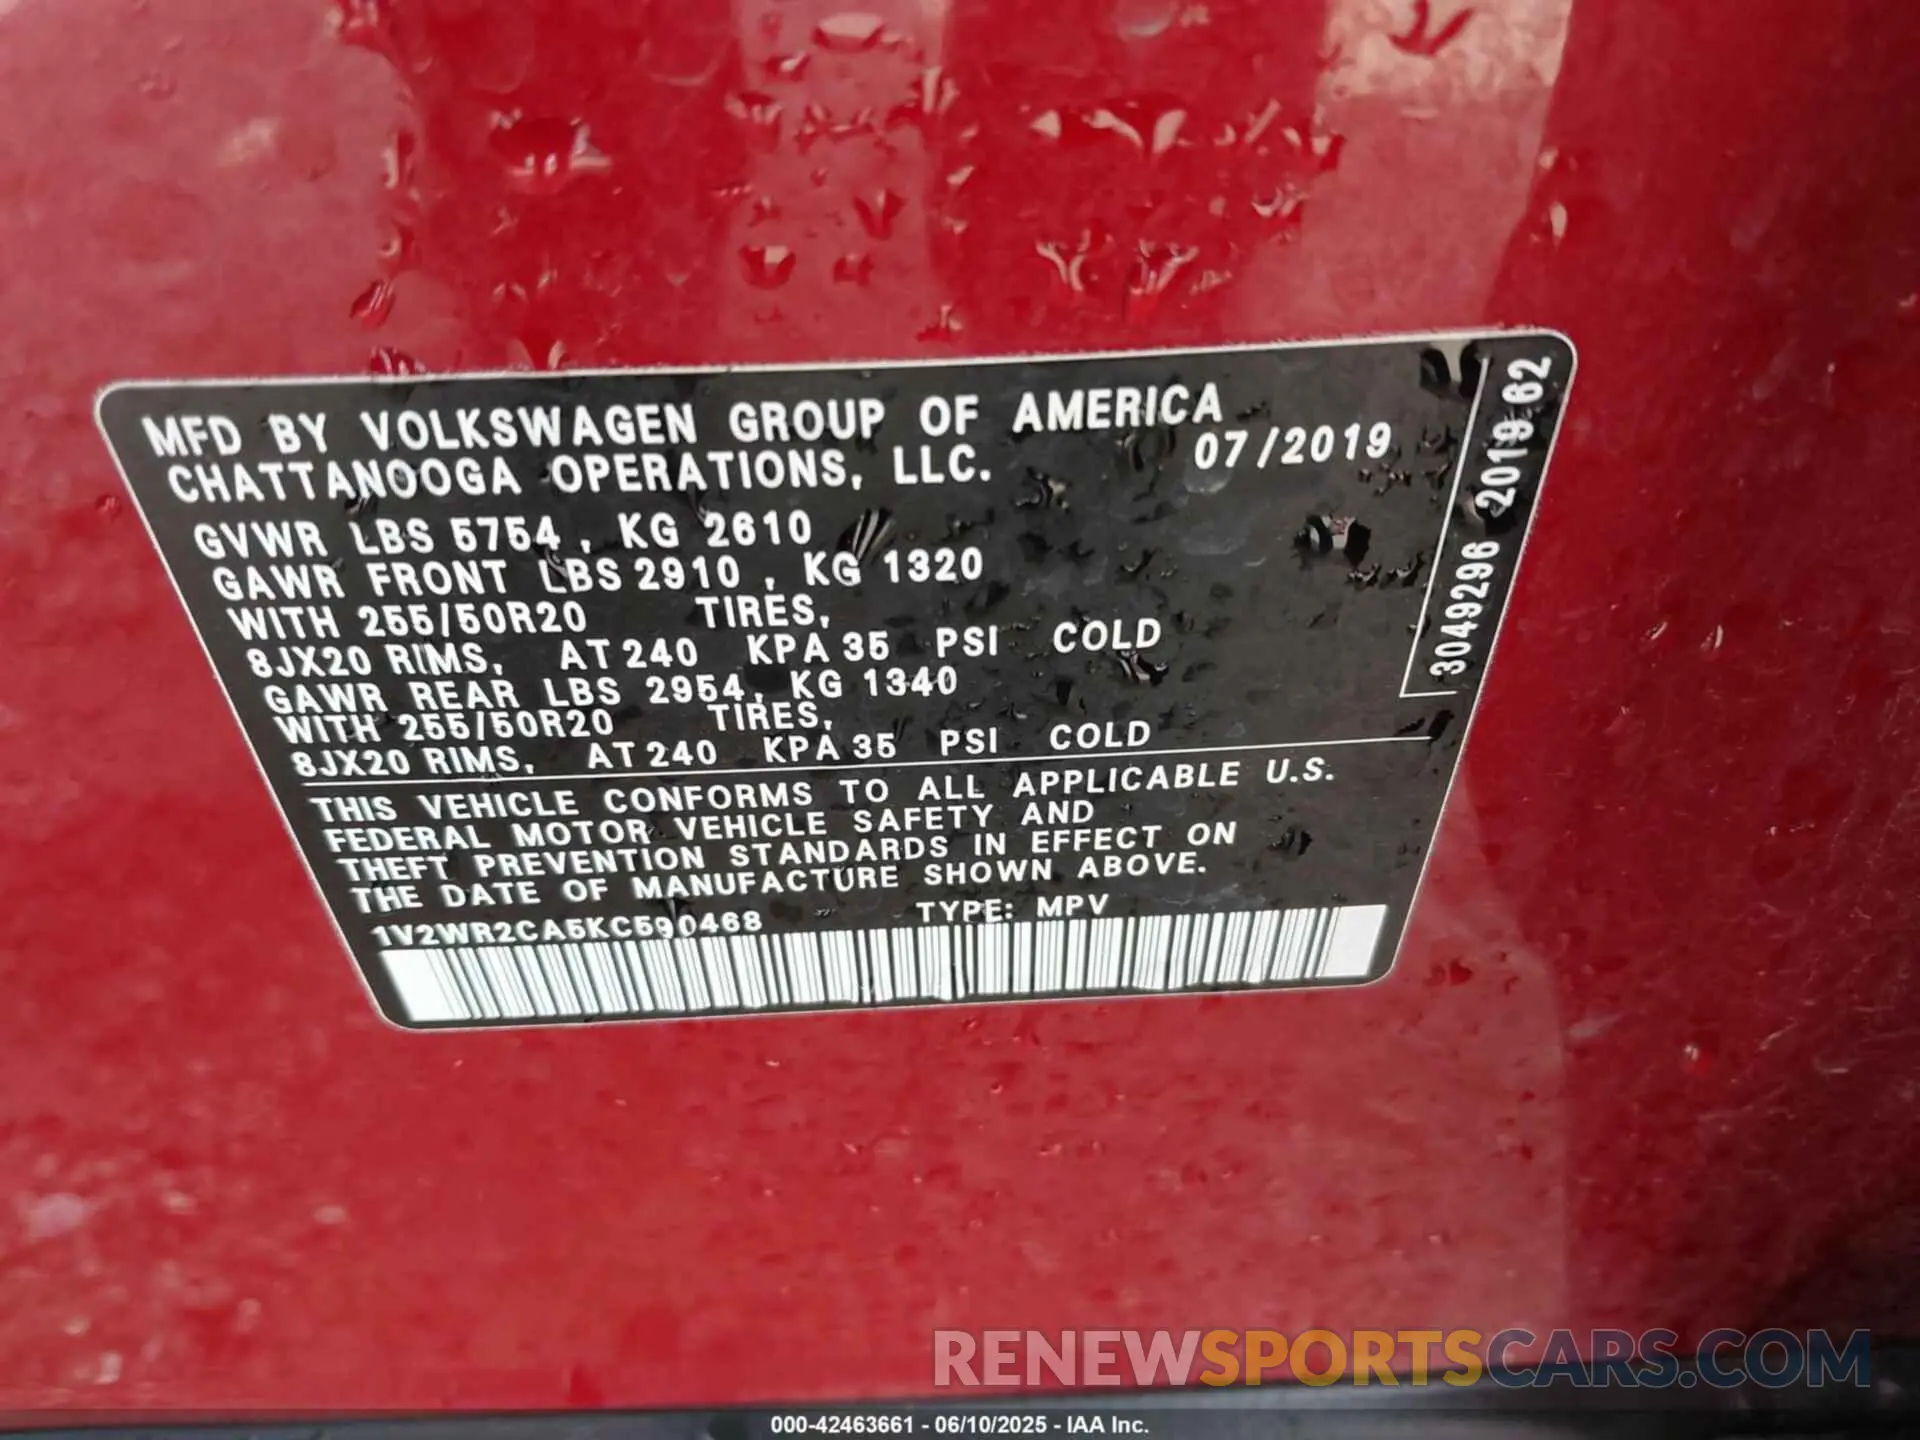 MFD BY VOLKSWAGEN GROUP OF AMERICA
CHATTANOOGA OPERATIONS, LLC.
07/2019
GVWR LBS 5754 , KG 2610
GAWR FRONT LBS 2910 , KG 1320
WITH 255/50R20 TIRES,
8JX20 RIMS, AT 240 KPA 35 PSI COLD
GAWR REAR LBS 2954, KG 1340
WITH 255/50R20 TIRES,
8JX20 RIMS, AT 240 KPA 35 PSI COLD
THIS VEHICLE CONFORMS TO ALL APPLICABLE U.S.
FEDERAL MOTOR VEHICLE SAFETY AND
THEFT PREVENTION STANDARDS IN EFFECT ON
THE DATE OF MANUFACTURE SHOWN ABOVE.
1V2WR2CA5KC590468 TYPE: MPV
3049296 2019 62
RENEWSPORTSCARS.COM
000-42463661 - 06/10/2025 - IAA Inc.